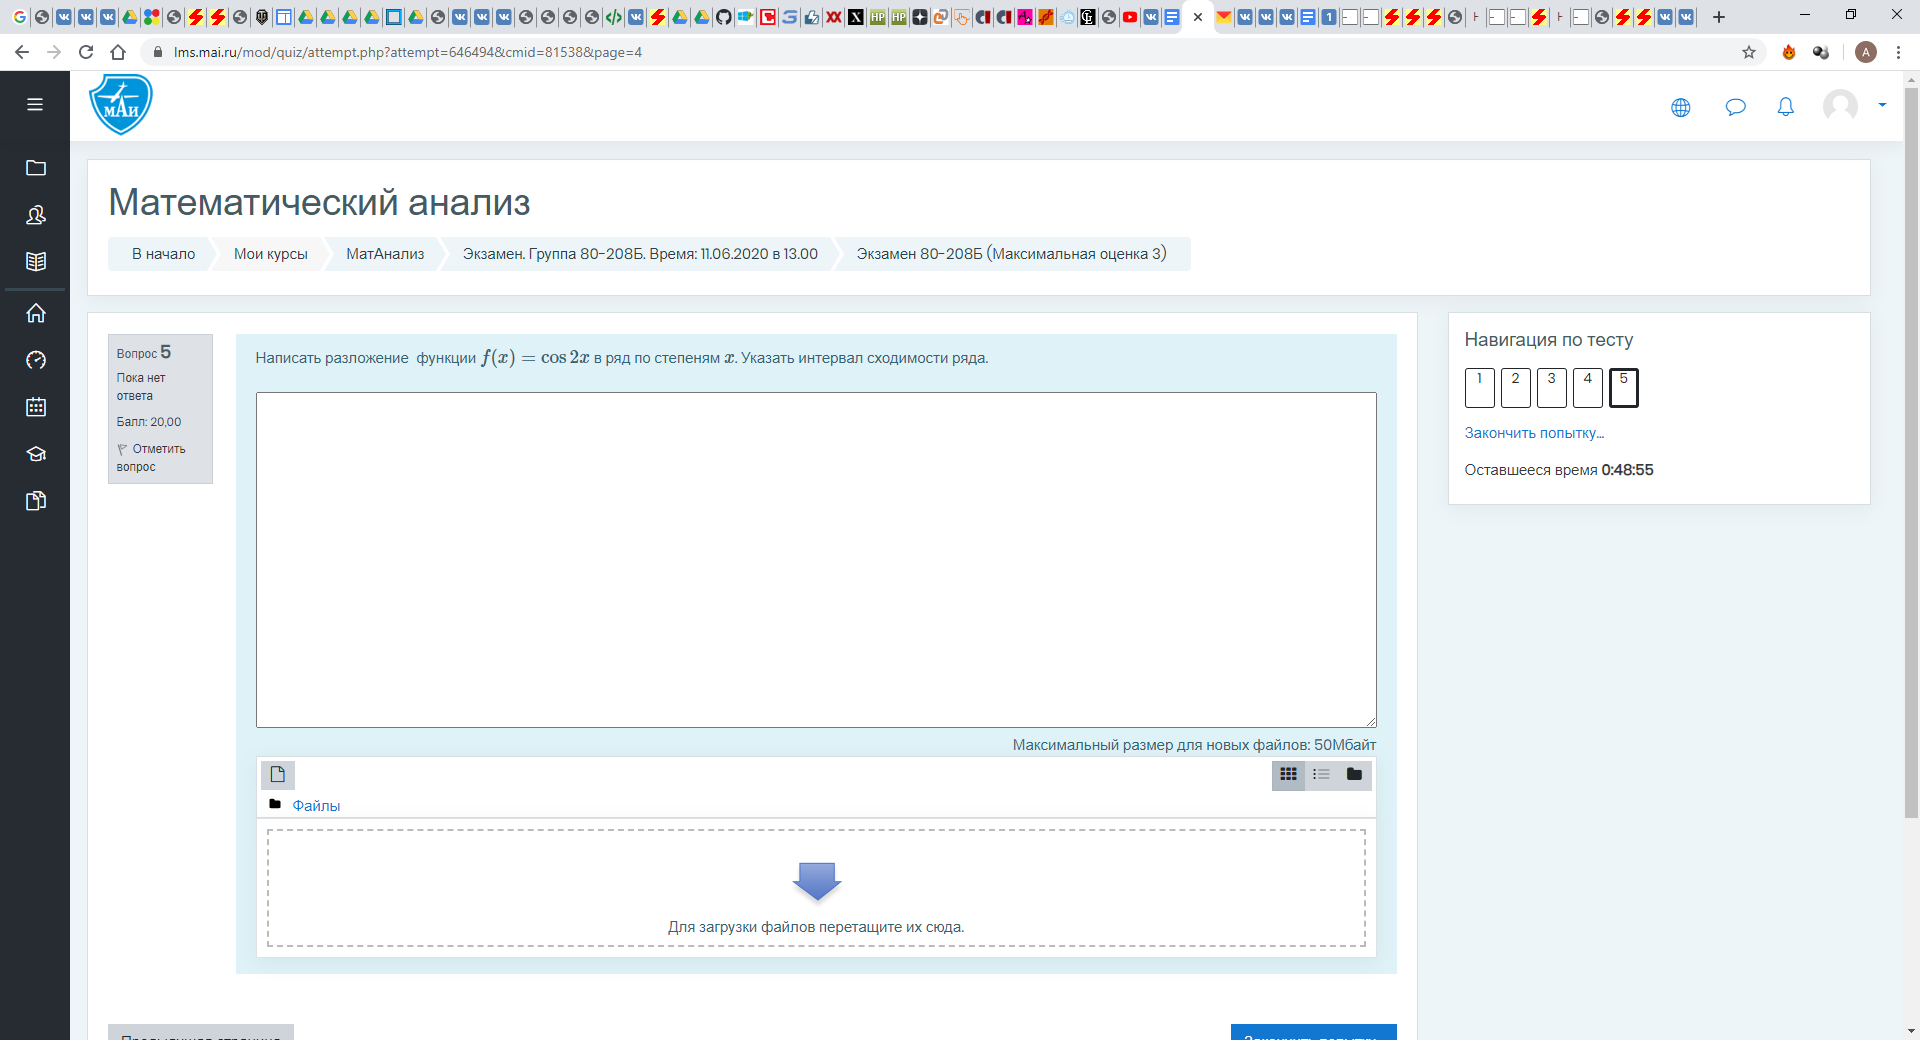 lms.mai.ru/mod/quiz/attempt.php?attempt=646494&cmid=81538&page=4
A
МАИ
Математический анализ
В начало
Мои курсы
МатАнализ
Экзамен. Группа 80-208Б. Время: 11.06.2020 в 13.00
Экзамен 80-208Б (Максимальная оценка 3)
Вопрос 5
Пока нет
ответа
Балл: 20,00
Отметить
вопрос
Написать разложение функции f(x) = cos 2x в ряд по степеням x. Указать интервал сходимости ряда.
Максимальный размер для новых файлов: 50Мбайт
Файлы
Для загрузки файлов перетащите их сюда.
Навигация по тесту
1 2 3 4 5
Закончить попытку...
Оставшееся время 0:48:55